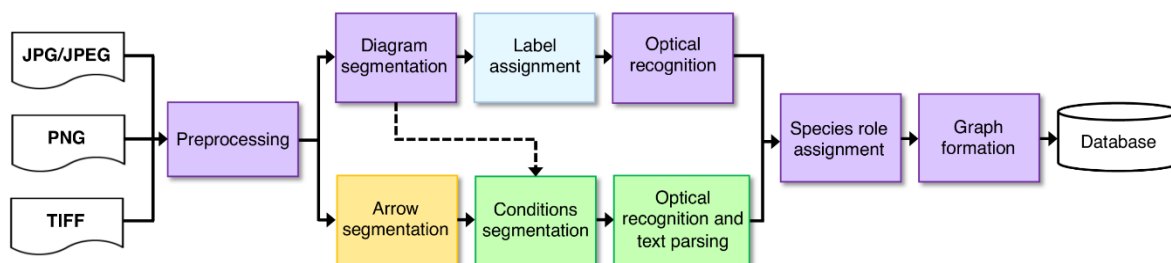 JPG/JPEG
PNG
TIFF
Preprocessing
Diagram
segmentation
Label
assignment
Optical
recognition
Arrow
segmentation
Conditions
segmentation
Optical
recognition and
text parsing
Species role
assignment
Graph
formation
Database